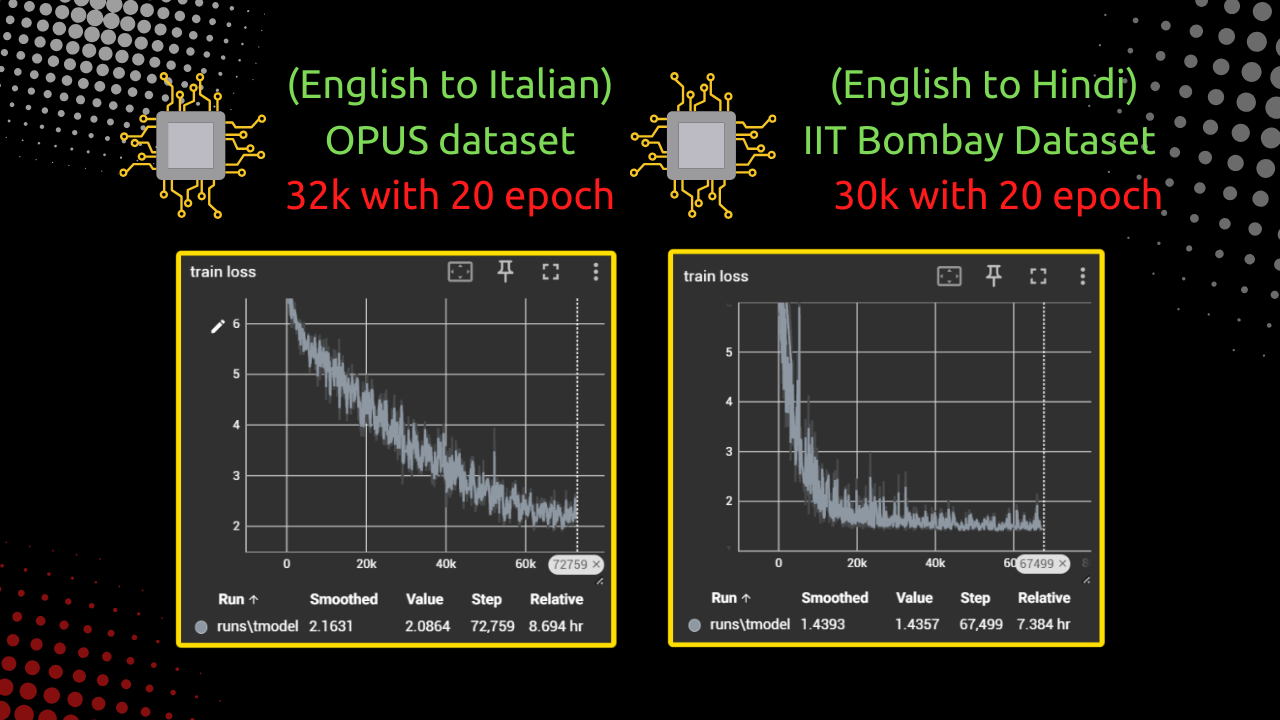 (English to Italian)
OPUS dataset
32k with 20 epoch
(English to Hindi)
IIT Bombay Dataset
30k with 20 epoch
train loss
6
5
4
3
2
0 20k 40k 60k 72759 ×
Run ↑ Smoothed Value Step Relative
runs\tmodel 2.1631 2.0864 72,759 8.694 hr
train loss
5
4
3
2
0 20k 40k 60 67499 × 8
Run ↑ Smoothed Value Step Relative
runs\tmodel 1.4393 1.4357 67,499 7.384 hr